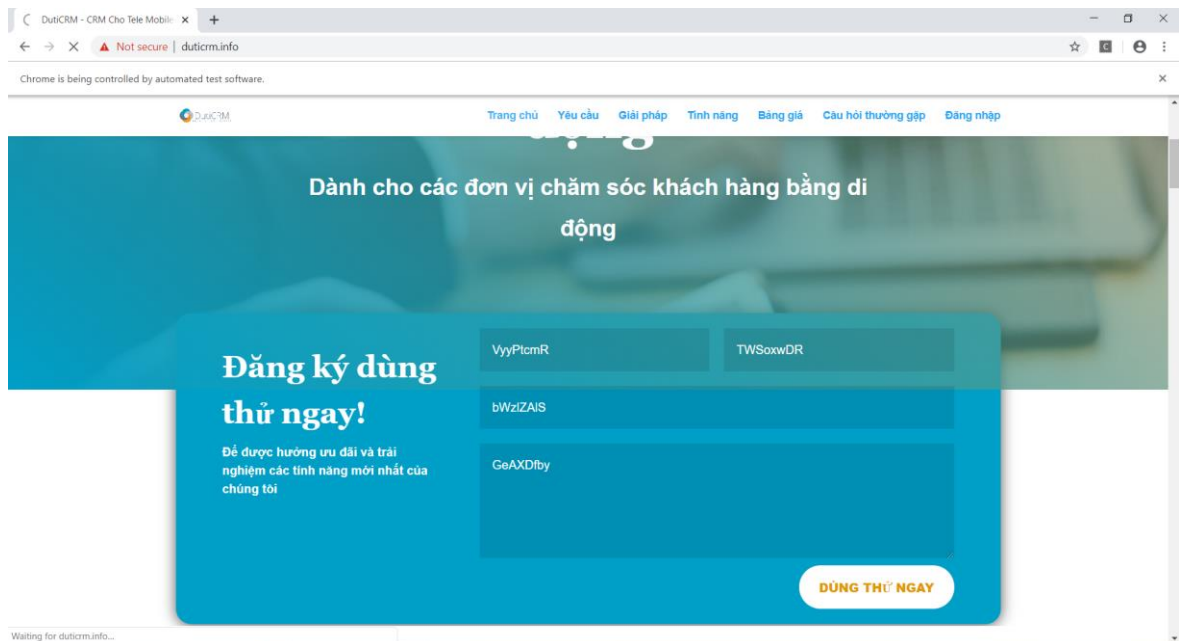 DutiCRM - CRM Cho Tele Mobile
Not secure | duticrm.info
Chrome is being controlled by automated test software.
DutiCRM
Trang chủ Yêu cầu Giải pháp Tính năng Bảng giá Câu hỏi thường gặp Đăng nhập
động
Dành cho các đơn vị chăm sóc khách hàng bằng di
động
Đăng ký dùng
thử ngay!
Để được hưởng ưu đãi và trải
nghiệm các tính năng mới nhất của
chúng tôi
VyyPtcmR
TWSoxwDR
bWzlZAlS
GeAXDfby
DÙNG THỬ NGAY
Waiting for duticrm.info...